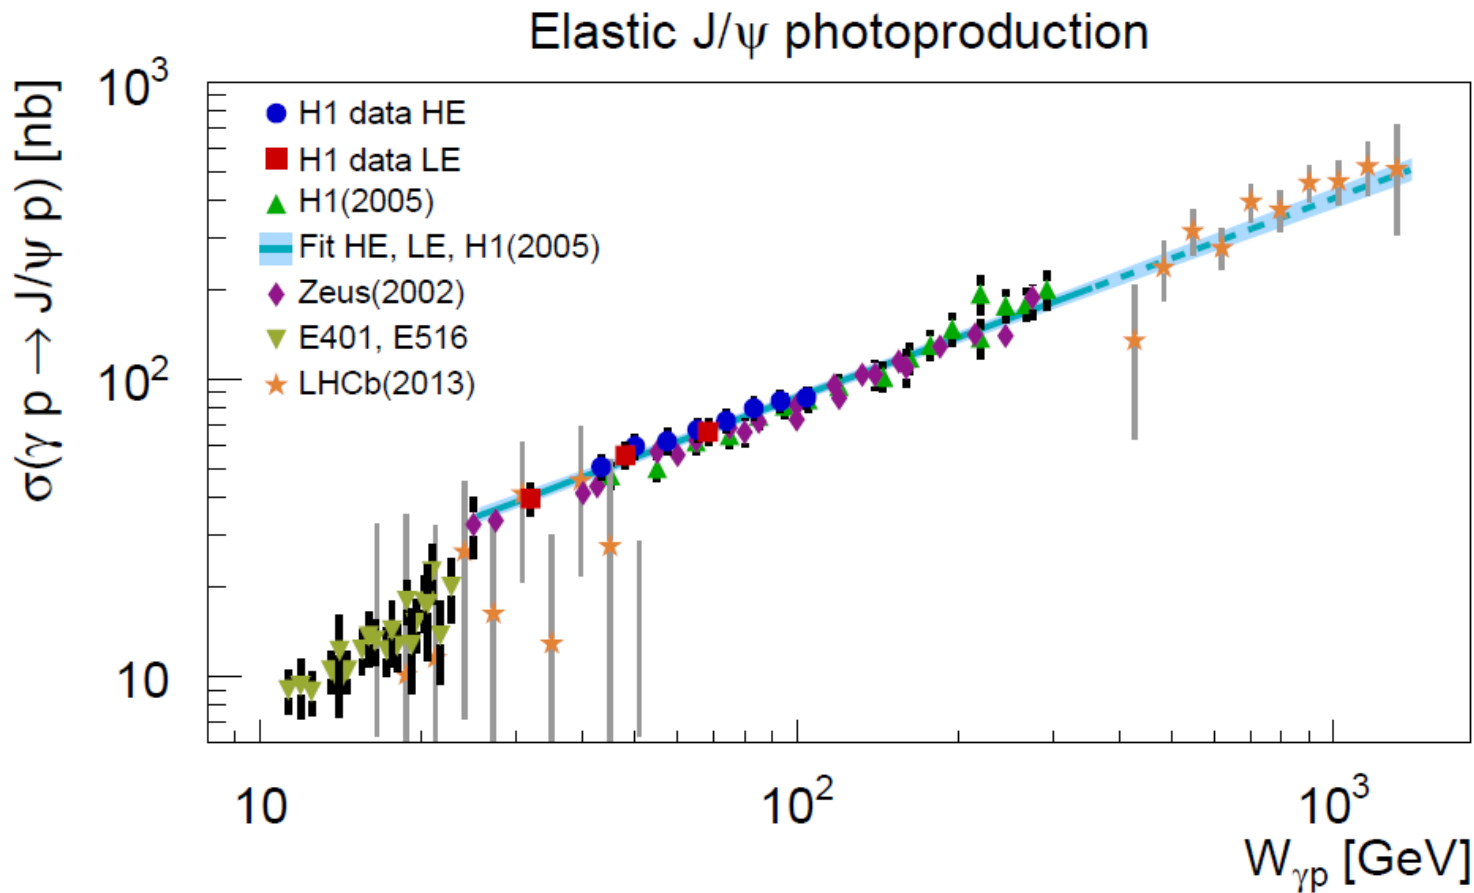 Elastic J/ψ photoproduction
σ(γ p → J/ψ p) [nb]
10³
10²
10
H1 data HE
H1 data LE
H1(2005)
Fit HE, LE, H1(2005)
Zeus(2002)
E401, E516
LHCb(2013)
10
10²
10³
W_γp [GeV]